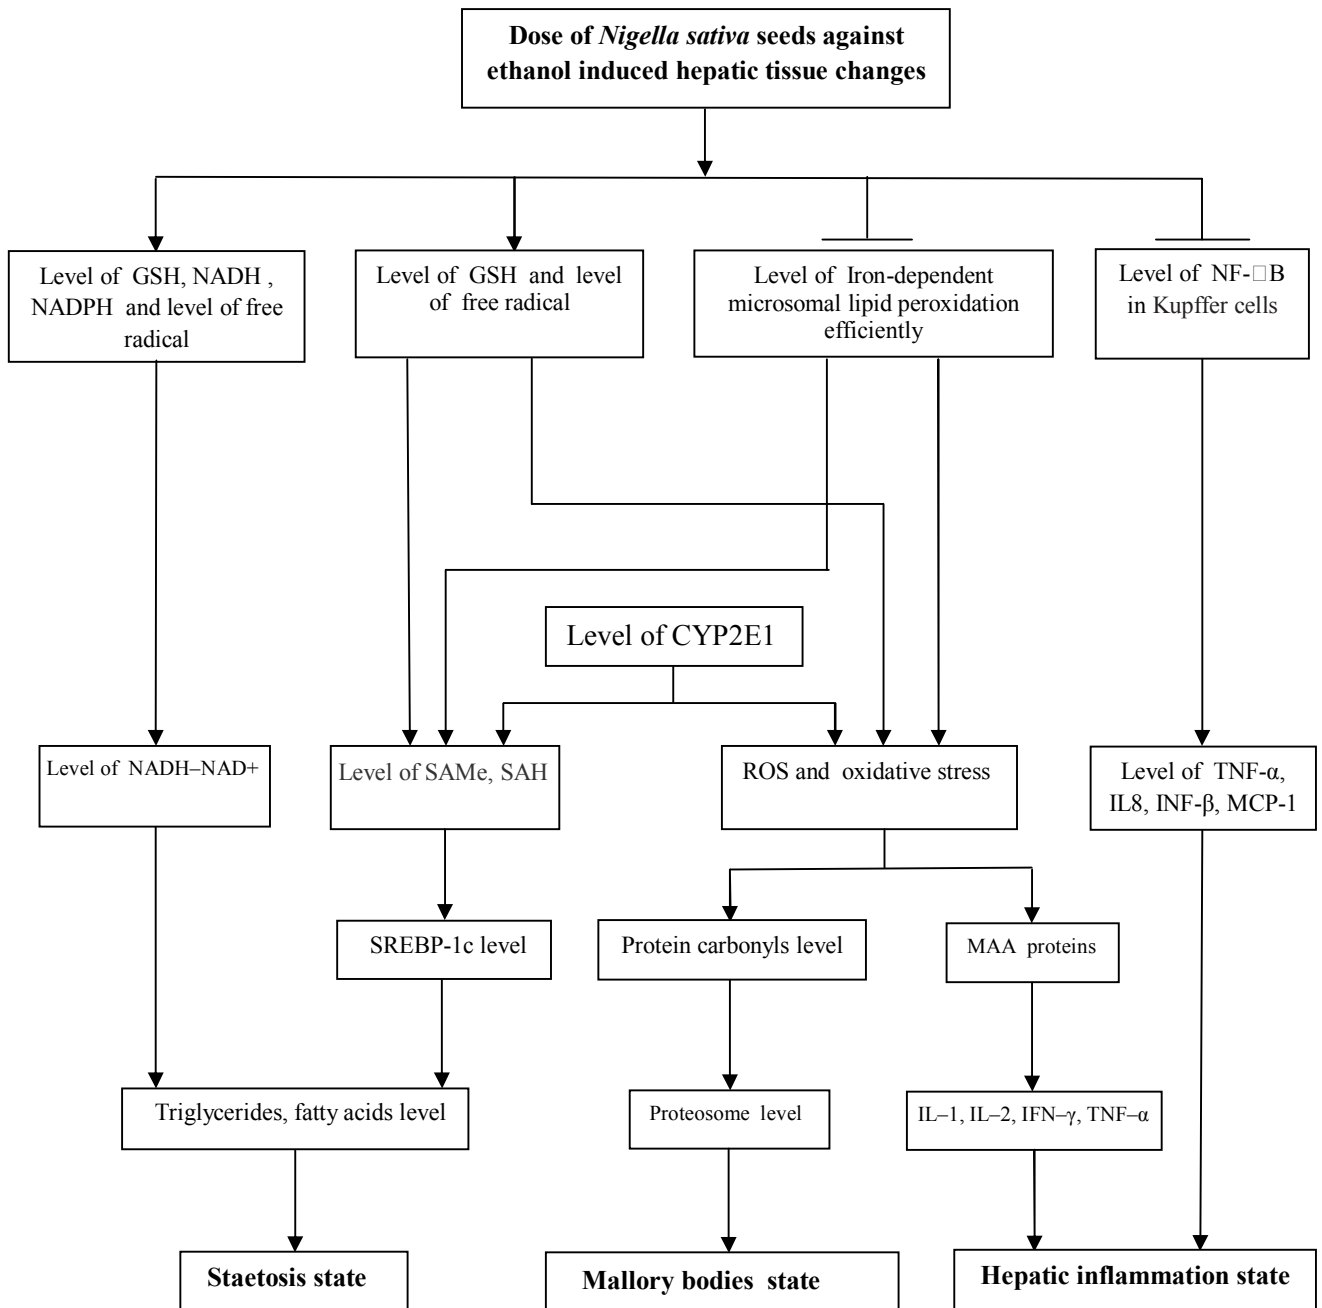 Dose of Nigella sativa seeds against
ethanol induced hepatic tissue changes
Level of GSH, NADH ,
NADPH and level of free
radical
Level of GSH and level
of free radical
Level of Iron-dependent
microsomal lipid peroxidation
efficiently
Level of NF-□B
in Kupffer cells
Level of CYP2E1
Level of NADH–NAD+
Level of SAMe, SAH
ROS and oxidative stress
Level of TNF-α,
IL8, INF-β, MCP-1
SREBP-1c level
Protein carbonyls level
MAA proteins
Triglycerides, fatty acids level
Proteosome level
IL–1, IL–2, IFN–γ, TNF–α
Staetosis state
Mallory bodies state
Hepatic inflammation state